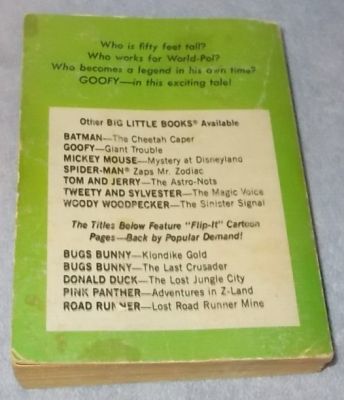 Who is fifty feet tall?
Who works for World-Pol?
Who becomes a legend in his own time?
GOOFY—in this exciting tale!
Other BIG LITTLE BOOKS® Available
BATMAN—The Cheetah Caper
GOOFY—Giant Trouble
MICKEY MOUSE—Mystery at Disneyland
SPIDER-MAN® Zaps Mr. Zodiac
TOM AND JERRY—The Astro-Nots
TWEETY AND SYLVESTER—The Magic Voice
WOODY WOODPECKER—The Sinister Signal
The Titles Below Feature "Flip-It" Cartoon
Pages—Back by Popular Demand!
BUGS BUNNY—Klondike Gold
BUGS BUNNY—The Last Crusader
DONALD DUCK—The Lost Jungle City
PINK PANTHER—Adventures in Z-Land
ROAD RUNNER—Lost Road Runner Mine